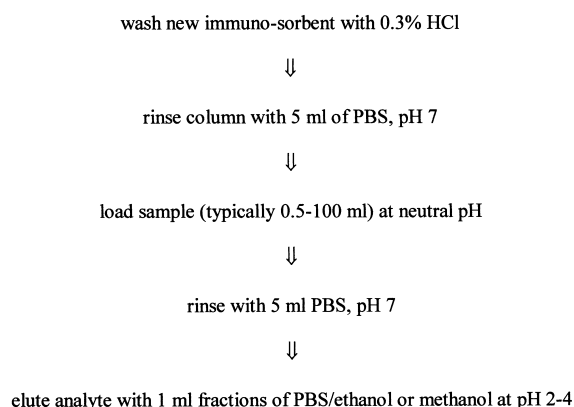 wash new immuno-sorbent with 0.3% HCl
⇓
rinse column with 5 ml of PBS, pH 7
⇓
load sample (typically 0.5-100 ml) at neutral pH
⇓
rinse with 5 ml PBS, pH 7
⇓
elute analyte with 1 ml fractions of PBS/ethanol or methanol at pH 2-4